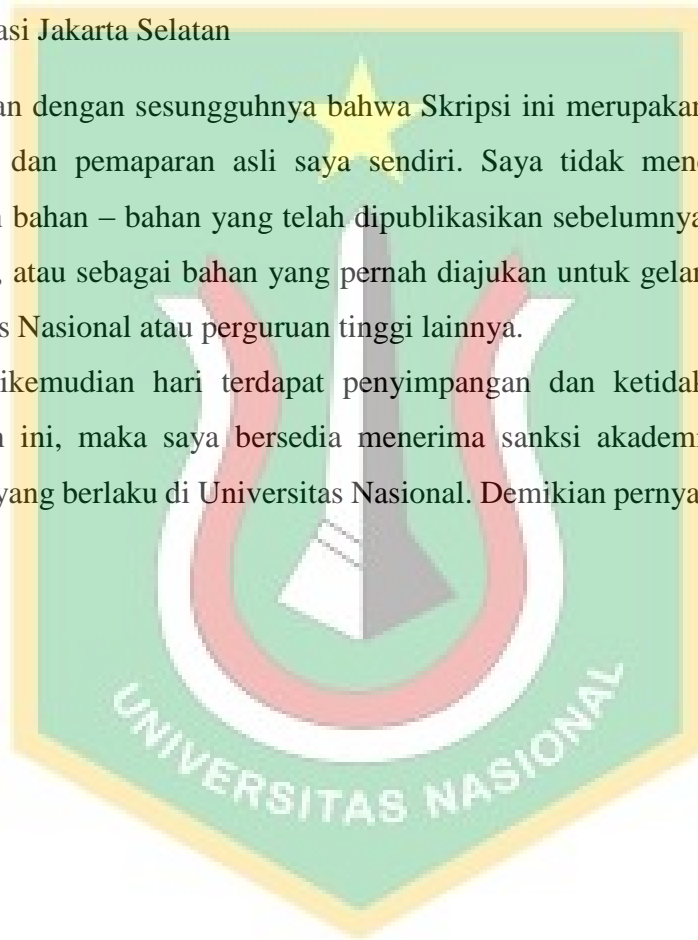 asi Jakarta Selatan
an dengan sesungguhnya bahwa Skripsi ini merupakan
dan pemaparan asli saya sendiri. Saya tidak menc
n bahan – bahan yang telah dipublikasikan sebelumnya
, atau sebagai bahan yang pernah diajukan untuk gelar
s Nasional atau perguruan tinggi lainnya.
ikemudian hari terdapat penyimpangan dan ketidak
n ini, maka saya bersedia menerima sanksi akademi
yang berlaku di Universitas Nasional. Demikian pernya
UNIVERSITAS NASIONAL